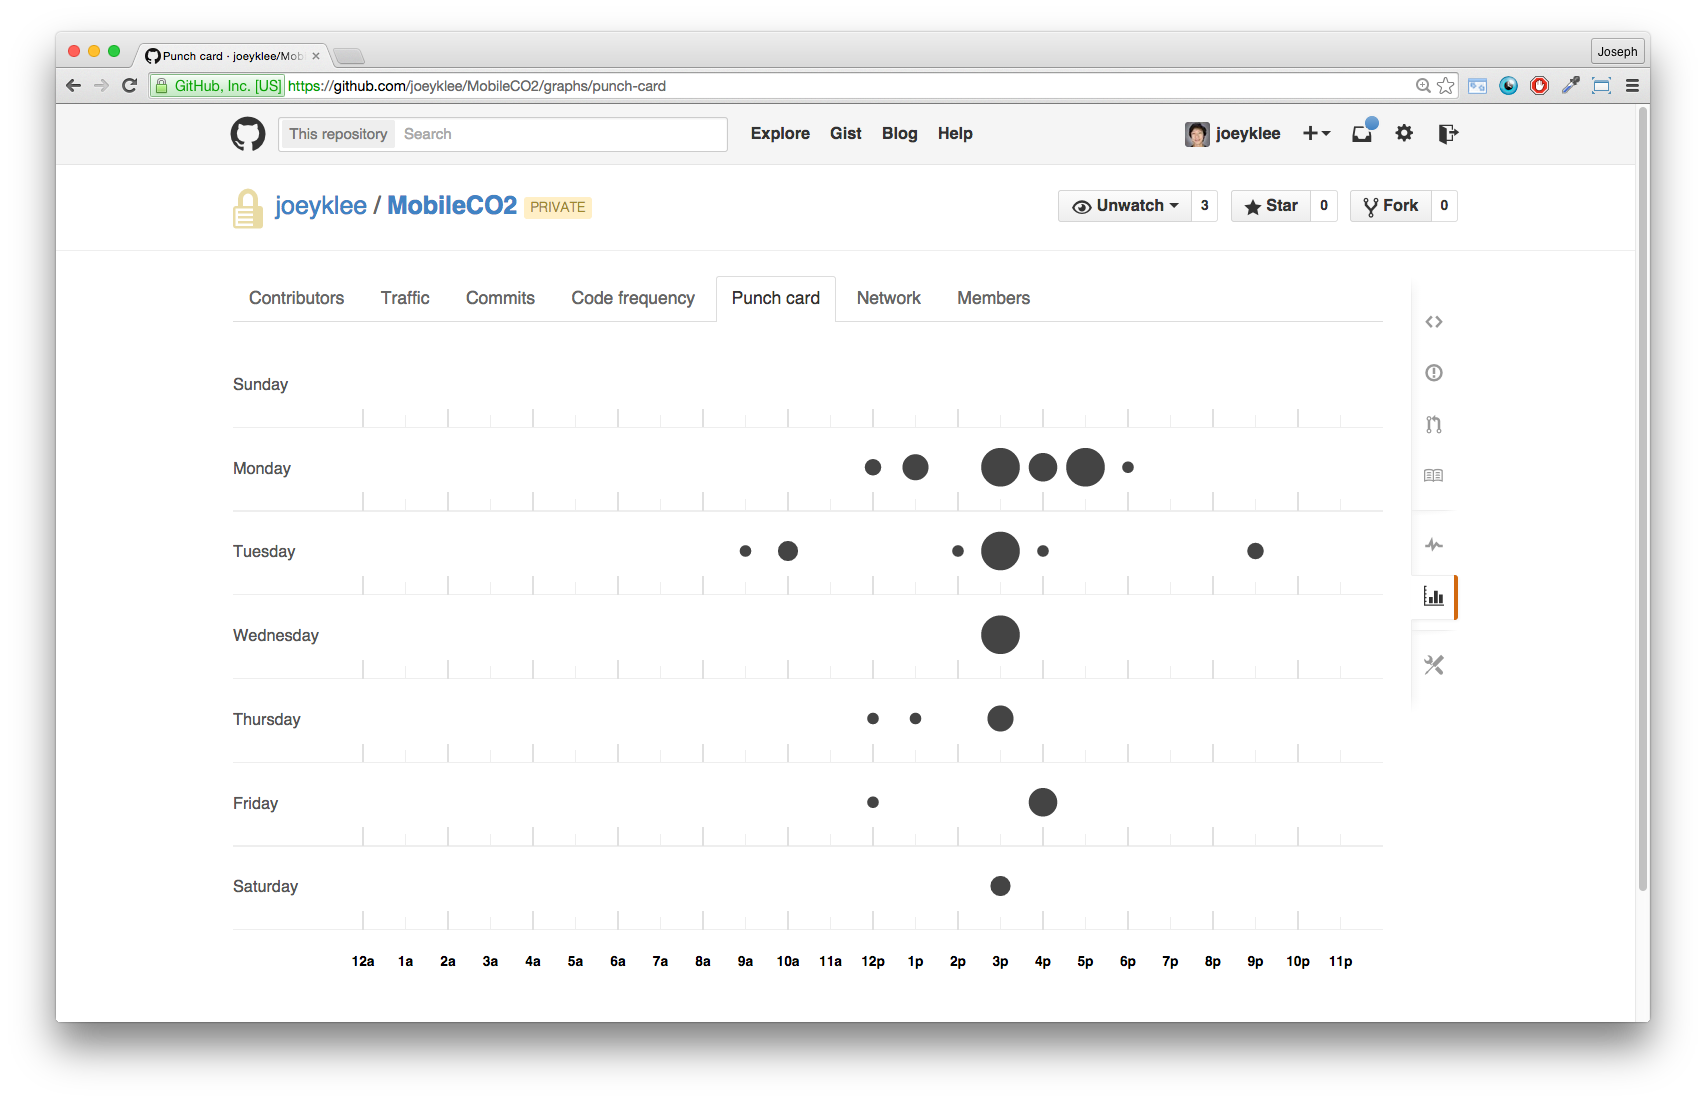 Punch card · joeyklee/Mob
Joseph
GitHub, Inc. [US] https://github.com/joeyklee/MobileCO2/graphs/punch-card
This repository Search Explore Gist Blog Help joeyklee
joeyklee / MobileCO2 PRIVATE Unwatch 3 Star 0 Fork 0
Contributors Traffic Commits Code frequency Punch card Network Members
Sunday
Monday
Tuesday
Wednesday
Thursday
Friday
Saturday
12a 1a 2a 3a 4a 5a 6a 7a 8a 9a 10a 11a 12p 1p 2p 3p 4p 5p 6p 7p 8p 9p 10p 11p